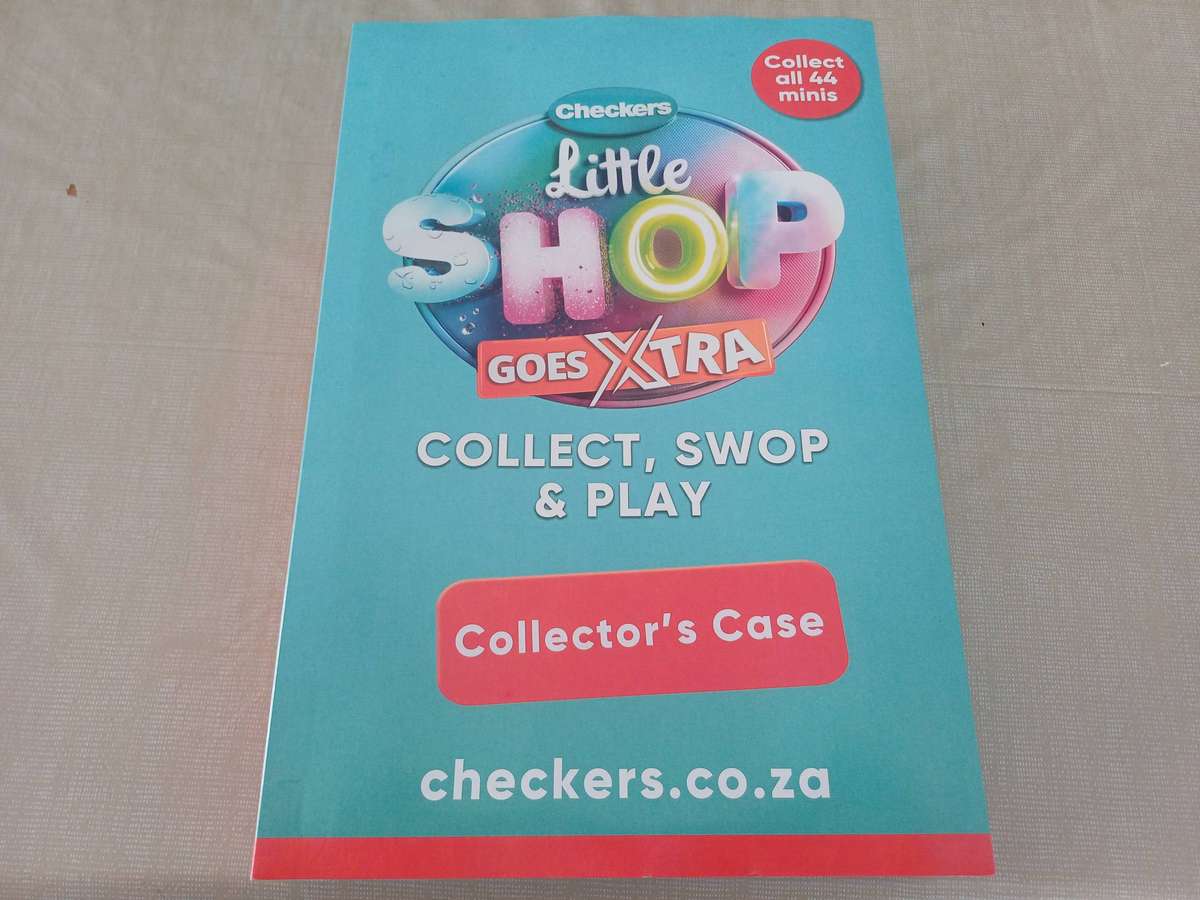 Collect
all 44
minis
Checkers
Little
SHOP
GOES XTRA
COLLECT, SWOP
& PLAY
Collector's Case
checkers.co.za